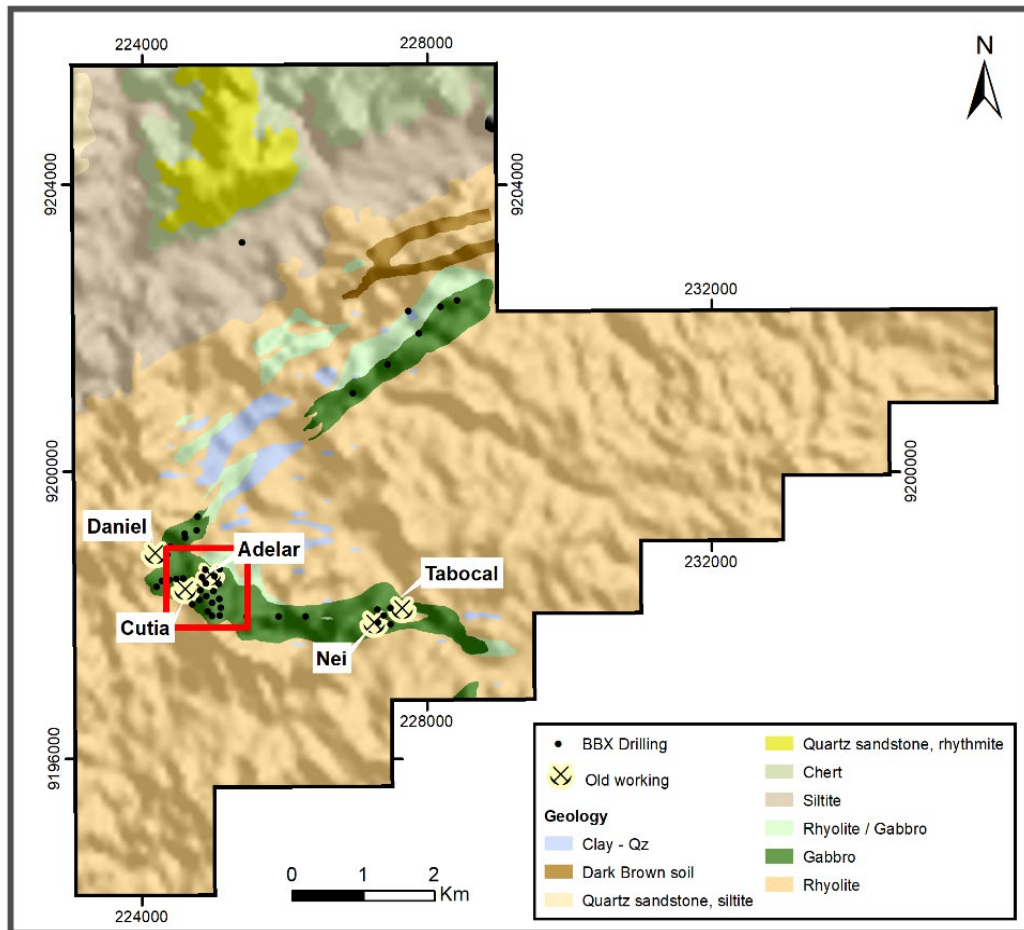 224000
228000
N
9204000
9204000
232000
9200000
9200000
Daniel
Adelar
232000
Tabocal
Cutia
Nei
228000
9196000
BBX Drilling
Old working
Geology
Clay - Qz
Dark Brown soil
Quartz sandstone, siltite
Quartz sandstone, rhythmite
Chert
Siltite
Rhyolite / Gabbro
Gabbro
Rhyolite
0 1 2
Km
224000